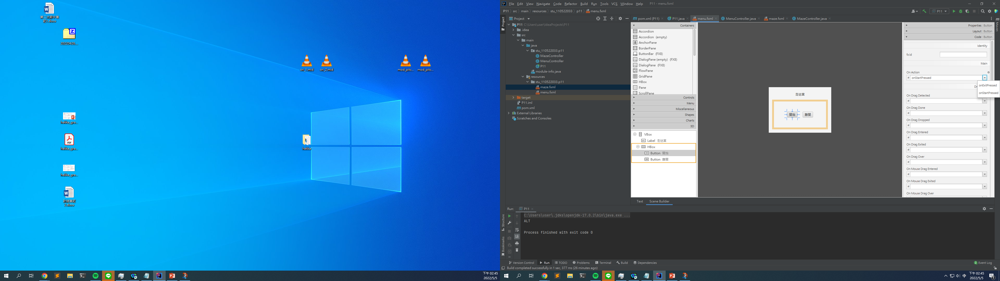 第二次期中筆
記1.docx
20220426....
ori_1.mid
ori_2.mid
mod_pitc...
mod_pitc...
hakka_gra...
hakka
PDF
hakka_gra...
hakka_gra...
計結筆記
2.docx
下午 02:45
2022/5/5
File Edit View Navigate Code Refactor Build Run Tools VCS Window Help P11 - menu.fxml
P11 src main resources stu_110522033 p11 menu.fxml
P11
Project
Project
pom.xml (P11) P11.java menu.fxml MenuController.java maze.fxml MazeController.java
Maven
P11 C:\Users\user\IdeaProjects\P11
.idea
src
main
java
stu_110522033.p11
MazeController
MenuController
P11
module-info.java
resources
stu_110522033.p11
maze.fxml
menu.fxml
target
P11.iml
pom.xml
External Libraries
Scratches and Consoles
Containers
Accordion
Accordion (empty)
AnchorPane
BorderPane
ButtonBar (FX8)
DialogPane (empty) (FX8)
DialogPane (FX8)
FlowPane
GridPane
HBox
Pane
ScrollPane
Controls
Menu
Miscellaneous
Shapes
Charts
3D
VBox
Label 走迷宮
HBox
Button 開始
Button 離開
走迷宮
開始 離開
Properties : Button
Layout : Button
Code : Button
Identity
fx:id
Main
On Action
# onStartPressed
onExitPressed
onStartPressed
On Drag Detected
#
On Drag Done
#
On Drag Dropped
#
On Drag Entered
#
On Drag Exited
#
On Drag Over
#
On Mouse Drag Entered
#
On Mouse Drag Exited
#
On Mouse Drag Over
Text Scene Builder
Run: P11
C:\Users\user\.jdks\openjdk-17.0.2\bin\java.exe ...
ALT
Process finished with exit code 0
Structure
Bookmarks
Version Control Run TODO Problems Terminal Build Dependencies
2 Event Log
Build completed successfully in 1 sec, 377 ms (26 minutes ago)
中
下午 02:45
2022/5/5